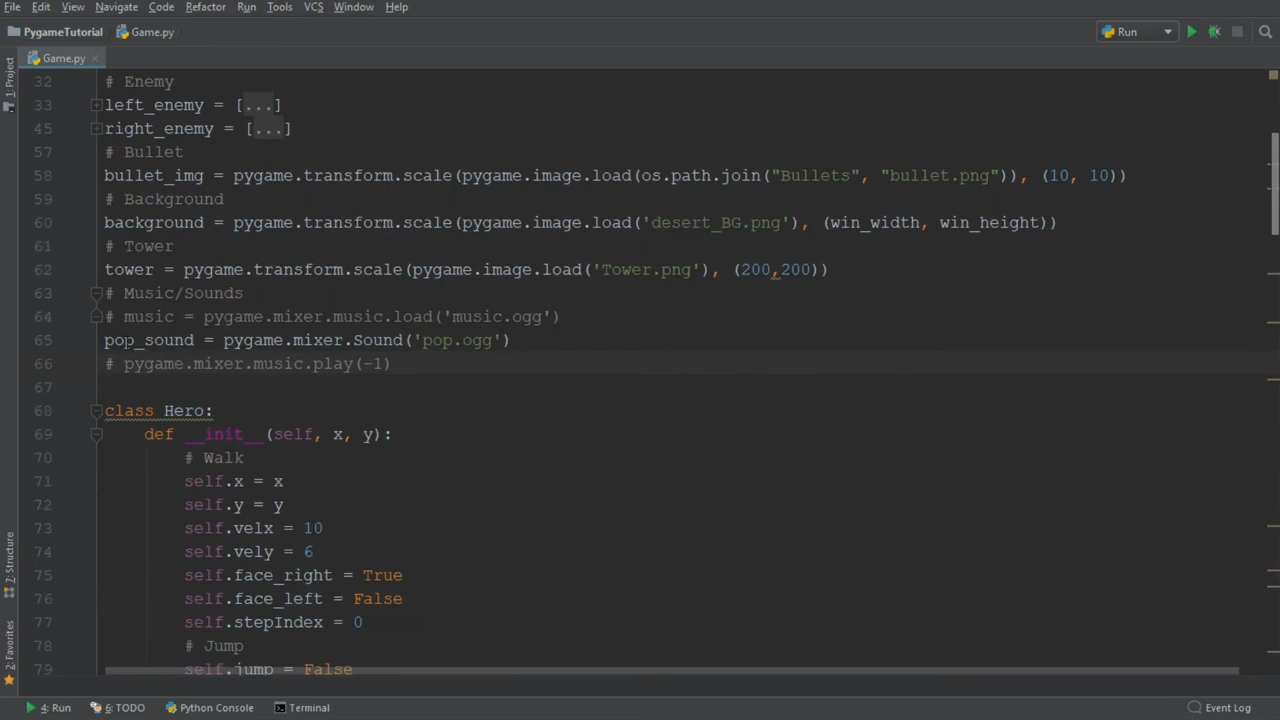 File Edit View Navigate Code Refactor Run Tools VCS Window Help
PygameTutorial Game.py Run
Game.py
1: Project
32 # Enemy
33 left_enemy = [...]
45 right_enemy = [...]
57 # Bullet
58 bullet_img = pygame.transform.scale(pygame.image.load(os.path.join("Bullets", "bullet.png")), (10, 10))
59 # Background
60 background = pygame.transform.scale(pygame.image.load('desert_BG.png'), (win_width, win_height))
61 # Tower
62 tower = pygame.transform.scale(pygame.image.load('Tower.png'), (200,200))
63 # Music/Sounds
64 # music = pygame.mixer.music.load('music.ogg')
65 pop_sound = pygame.mixer.Sound('pop.ogg')
66 # pygame.mixer.music.play(-1)
67
68 class Hero:
69 def __init__(self, x, y):
70 # Walk
71 self.x = x
72 self.y = y
73 self.velx = 10
74 self.vely = 6
75 self.face_right = True
76 self.face_left = False
77 self.stepIndex = 0
78 # Jump
79 self.jump = False
7: Structure
2: Favorites
4: Run 6: TODO Python Console Terminal Event Log